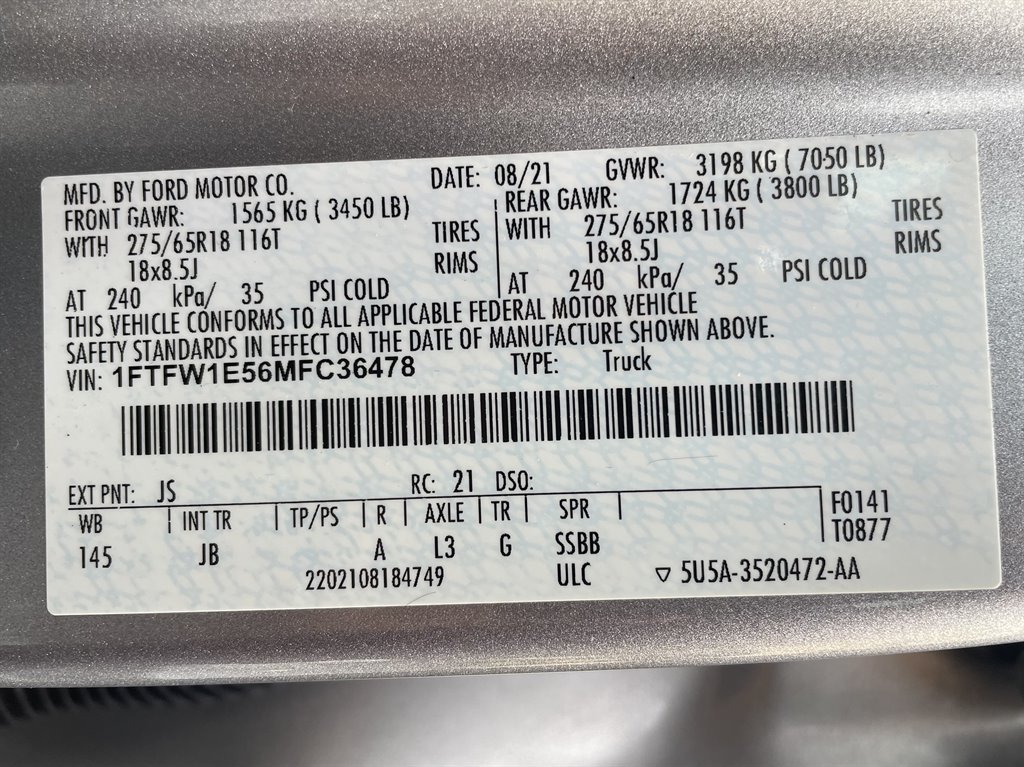 MFD. BY FORD MOTOR CO. DATE: 08/21 GVWR: 3198 KG ( 7050 LB)
FRONT GAWR: 1565 KG ( 3450 LB) REAR GAWR: 1724 KG ( 3800 LB)
WITH 275/65R18 116T TIRES WITH 275/65R18 116T TIRES
18x8.5J RIMS 18x8.5J RIMS
AT 240 kPa/ 35 PSI COLD AT 240 kPa/ 35 PSI COLD
THIS VEHICLE CONFORMS TO ALL APPLICABLE FEDERAL MOTOR VEHICLE
SAFETY STANDARDS IN EFFECT ON THE DATE OF MANUFACTURE SHOWN ABOVE.
VIN: 1FTFW1E56MFC36478 TYPE: Truck
EXT PNT: JS RC: 21 DSO:
WB INT TR TP/PS R AXLE TR SPR F0141
145 JB A L3 G SSBB T0877
2202108184749 ULC ▽ 5U5A-3520472-AA